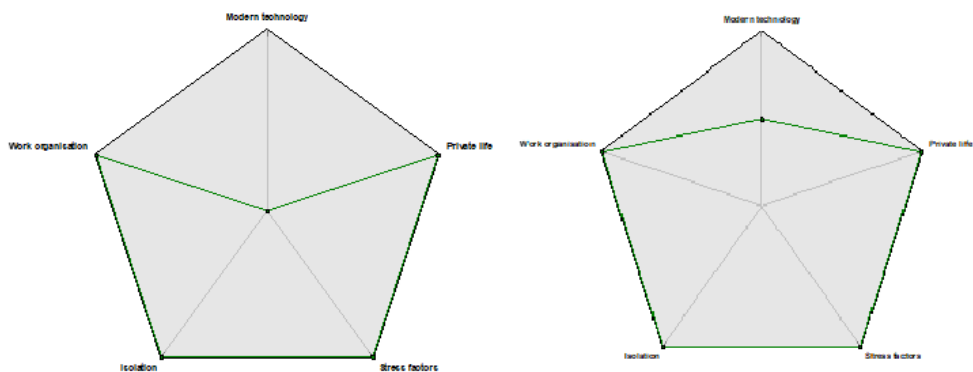 Modern technology
Work organisation
Private life
Isolation
Stress factors
Modern technology
Work organisation
Private life
Isolation
Stress factors